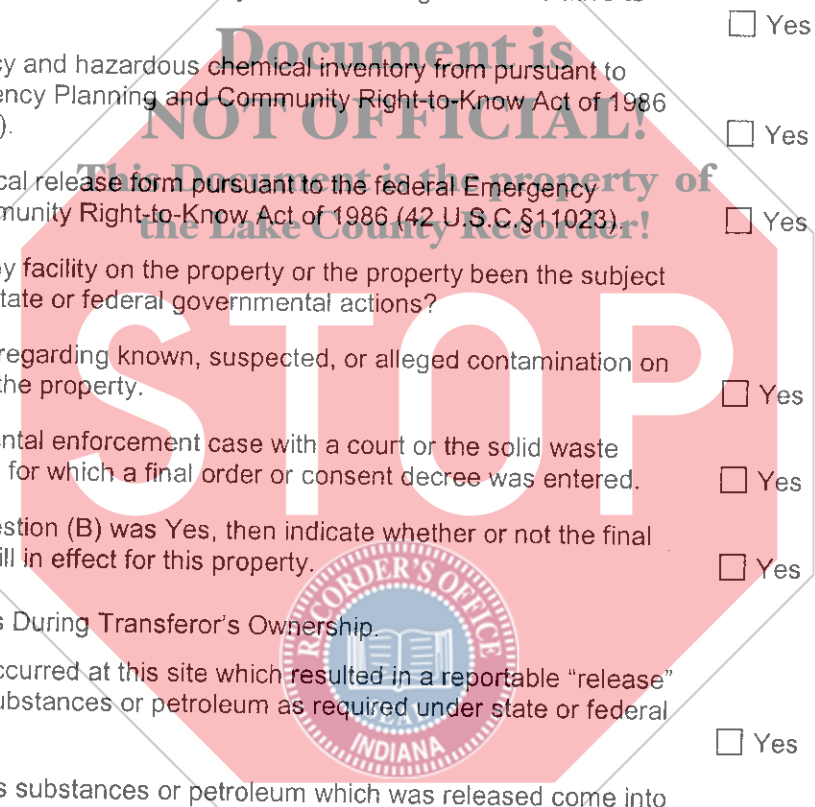 Yes
Document is
cy and hazardous chemical inventory from pursuant to
ency Planning and Community Right-to-Know Act of 1986
NOT OFFICIAL!
).
Yes
This Document is the property of
cal release form pursuant to the federal Emergency
munity Right-to-Know Act of 1986 (42 U.S.C.§11023).
Yes
the Lake County Recorder!
y facility on the property or the property been the subject
tate or federal governmental actions?
STOP
regarding known, suspected, or alleged contamination on
the property.
Yes
ntal enforcement case with a court or the solid waste
for which a final order or consent decree was entered.
Yes
estion (B) was Yes, then indicate whether or not the final
ill in effect for this property.
Yes
s During Transferor's Ownership.
RECORDER'S OFFICE
SEAL
INDIANA
ccurred at this site which resulted in a reportable "release"
ubstances or petroleum as required under state or federal
Yes
s substances or petroleum which was released come into